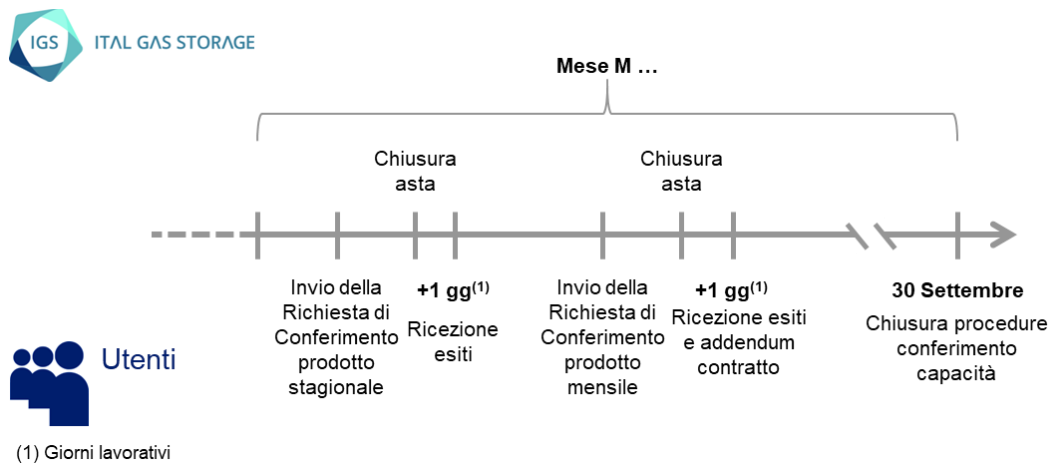 IGS
ITAL GAS STORAGE
Mese M …
Chiusura
asta
Chiusura
asta
Invio della
Richiesta di
Conferimento
prodotto
stagionale
+1 gg(1)
Ricezione
esiti
Invio della
Richiesta di
Conferimento
prodotto
mensile
+1 gg(1)
Ricezione esiti
e addendum
contratto
30 Settembre
Chiusura procedure
conferimento
capacità
Utenti
(1) Giorni lavorativi